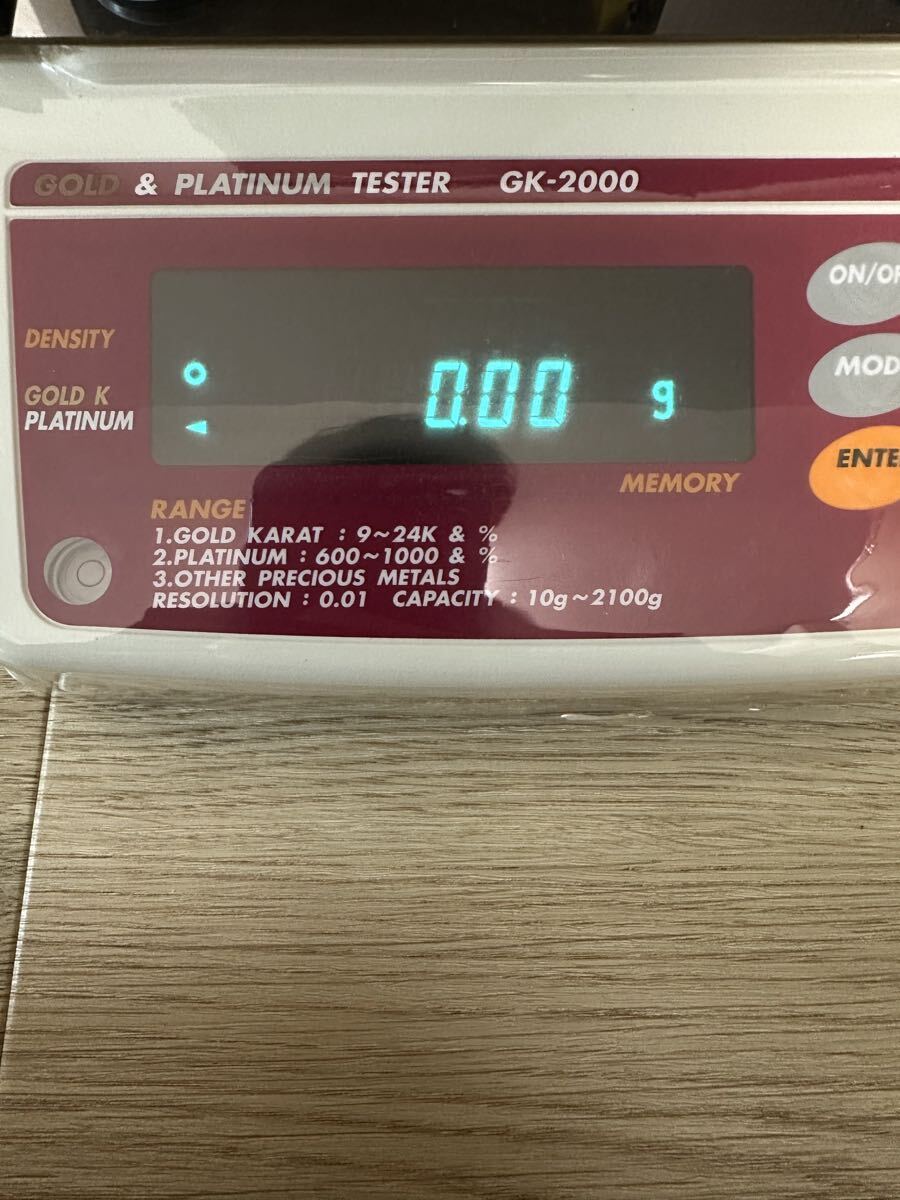 GOLD & PLATINUM TESTER GK-2000
DENSITY
GOLD K
PLATINUM
0.00 g
MEMORY
RANGE
1.GOLD KARAT : 9~24K & %
2.PLATINUM : 600~1000 & %
3.OTHER PRECIOUS METALS
RESOLUTION : 0.01 CAPACITY : 10g~2100g
ON/OF
MOD
ENTE